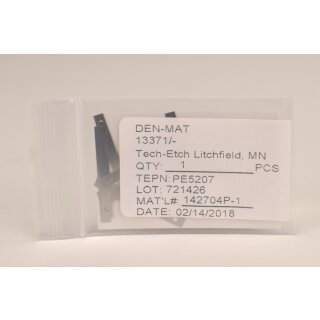 DEN-MAT
13371/-
Tech-Etch Litchfield, MN.
QTY: 1 PCS
TEPN: PE5207
LOT: 721426
MAT'L#: 142704P-1
DATE: 02/14/2018